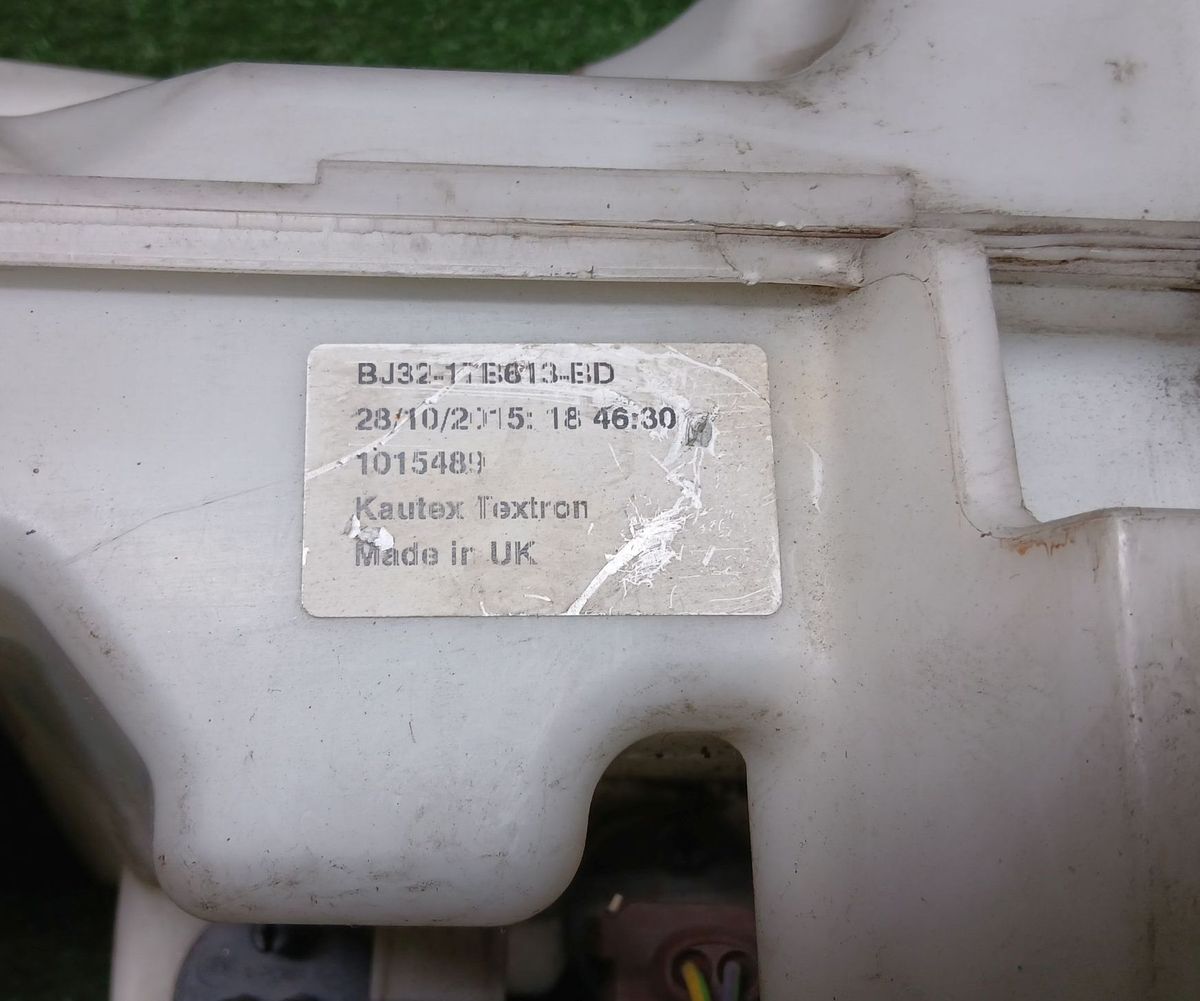 BJ32-17B613-BD
28/10/2015: 18 46:30
1015489
Kautex Textron
Made in UK